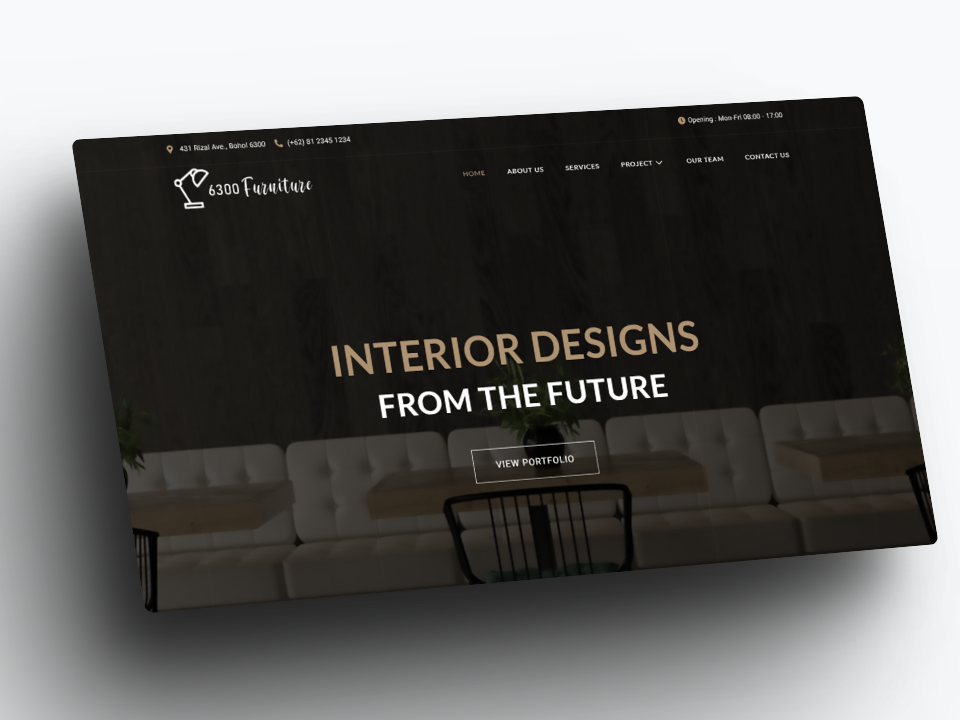 431 Rizal Ave., Bohol 6300 (+62) 81 2345 1234 Opening : Mon-Fri 08:00 - 17:00
6300 Furniture HOME ABOUT US SERVICES PROJECT OUR TEAM CONTACT US
INTERIOR DESIGNS
FROM THE FUTURE
VIEW PORTFOLIO